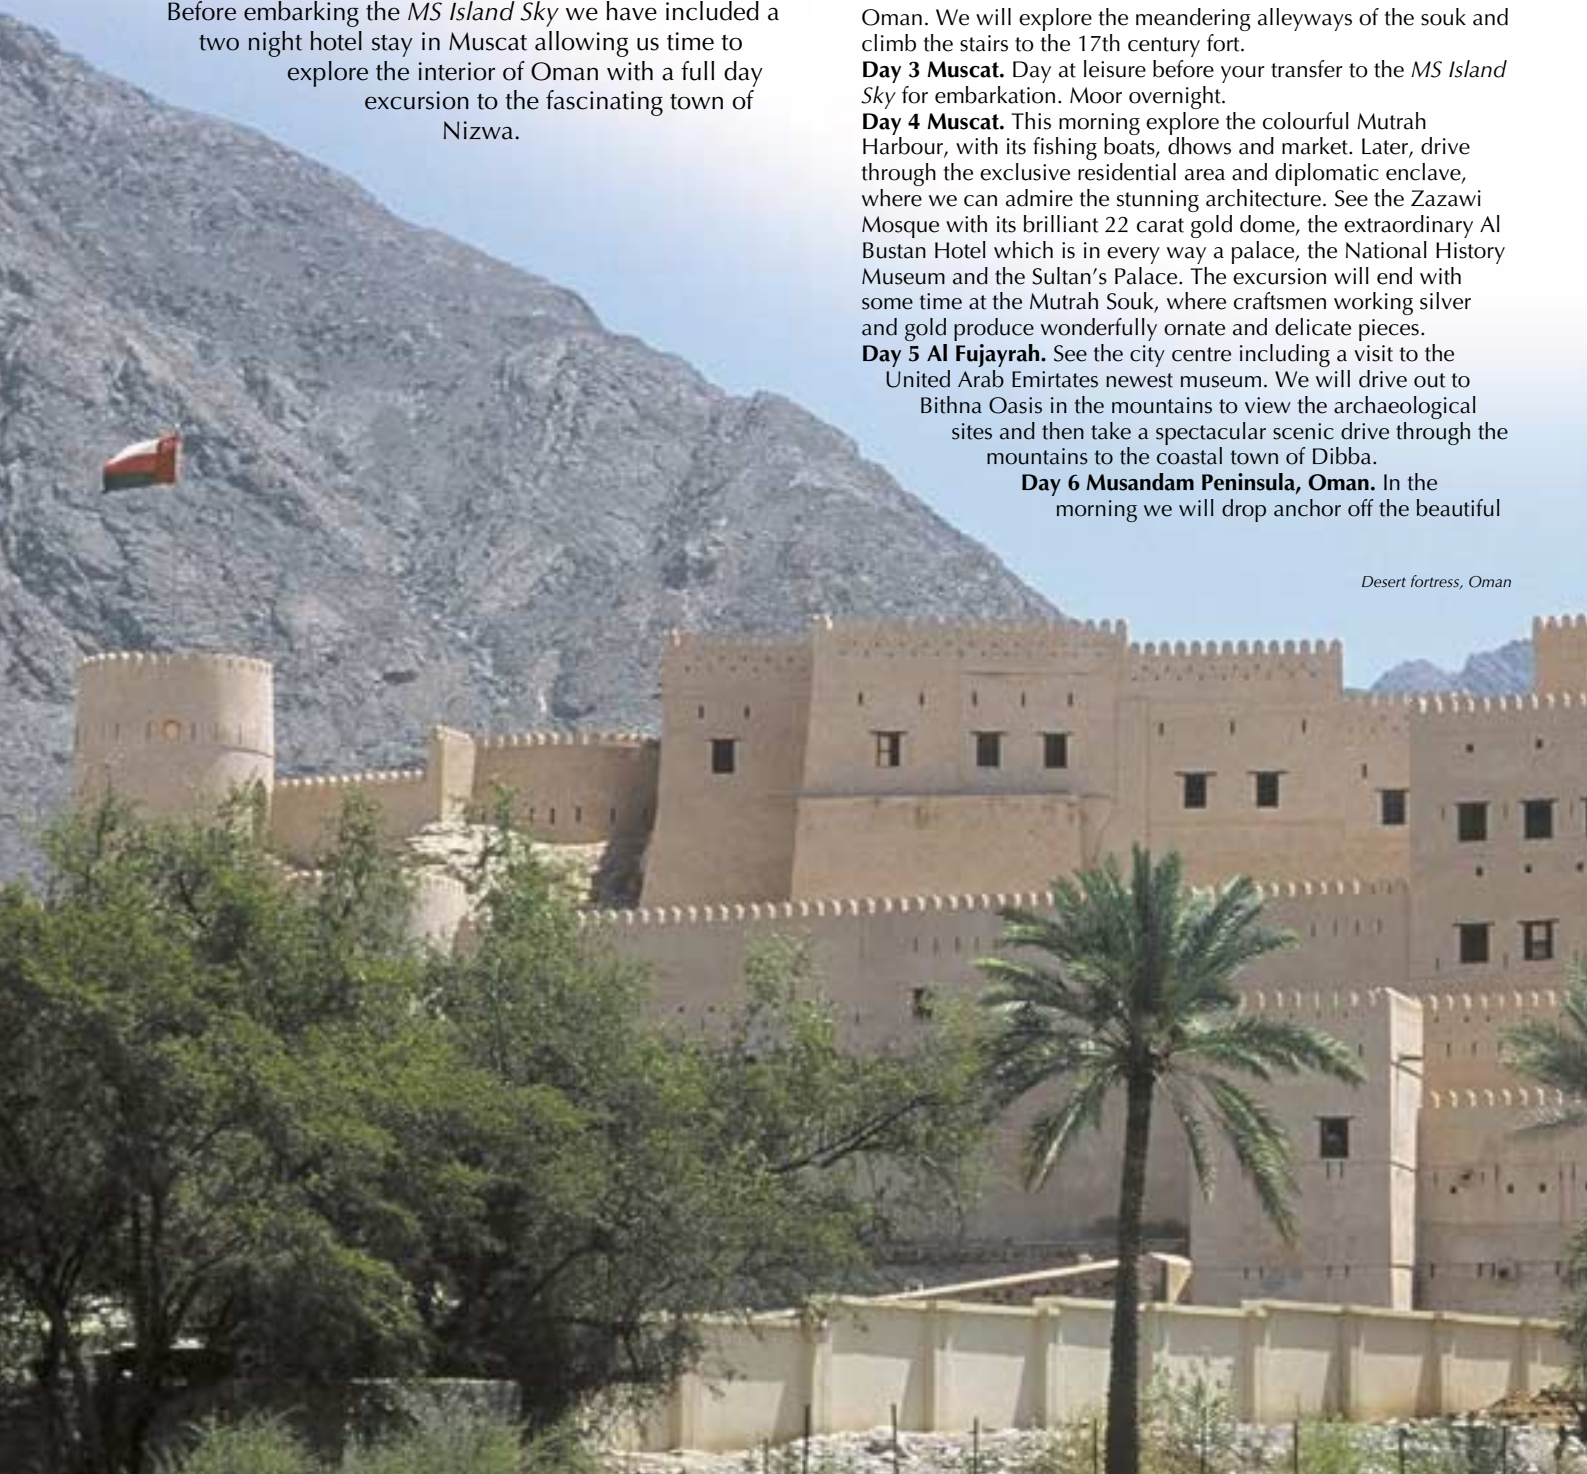 Before embarking the MS Island Sky we have included a
two night hotel stay in Muscat allowing us time to
explore the interior of Oman with a full day
excursion to the fascinating town of
Nizwa.
Oman. We will explore the meandering alleyways of the souk and
climb the stairs to the 17th century fort.
Day 3 Muscat. Day at leisure before your transfer to the MS Island
Sky for embarkation. Moor overnight.
Day 4 Muscat. This morning explore the colourful Mutrah
Harbour, with its fishing boats, dhows and market. Later, drive
through the exclusive residential area and diplomatic enclave,
where we can admire the stunning architecture. See the Zazawi
Mosque with its brilliant 22 carat gold dome, the extraordinary Al
Bustan Hotel which is in every way a palace, the National History
Museum and the Sultan's Palace. The excursion will end with
some time at the Mutrah Souk, where craftsmen working silver
and gold produce wonderfully ornate and delicate pieces.
Day 5 Al Fujayrah. See the city centre including a visit to the
United Arab Emirtates newest museum. We will drive out to
Bithna Oasis in the mountains to view the archaeological
sites and then take a spectacular scenic drive through the
mountains to the coastal town of Dibba.
Day 6 Musandam Peninsula, Oman. In the
morning we will drop anchor off the beautiful
Desert fortress, Oman